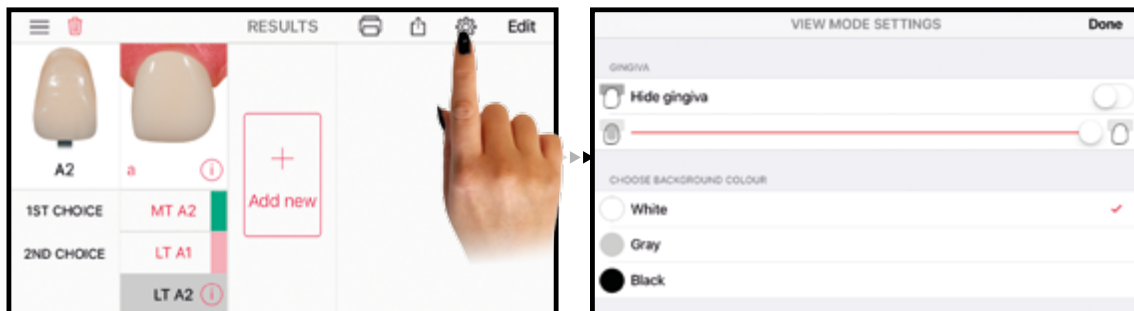 RESULTS Edit
A2 a
Add new
1ST CHOICE MT A2
2ND CHOICE LT A1
LT A2
VIEW MODE SETTINGS Done
GINGIVA
Hide gingiva
CHOOSE BACKGROUND COLOUR
White
Gray
Black